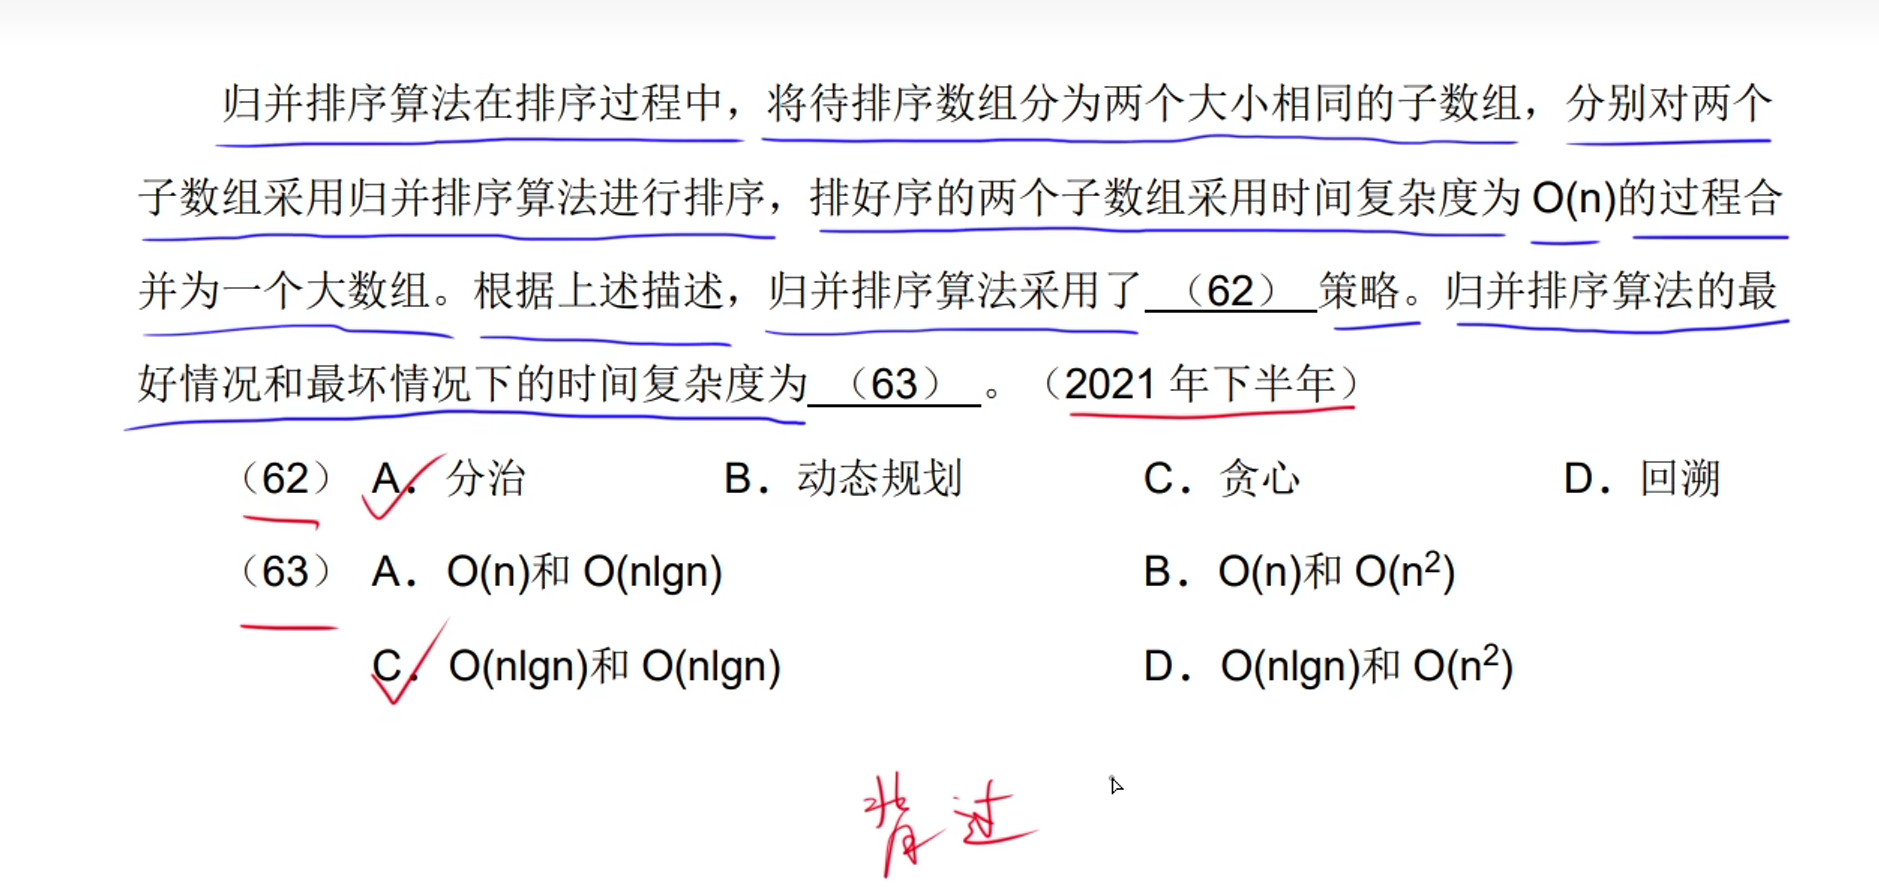 归并排序算法在排序过程中，将待排序数组分为两个大小相同的子数组，分别对两个
子数组采用归并排序算法进行排序，排好序的两个子数组采用时间复杂度为 O(n)的过程合
并为一个大数组。根据上述描述，归并排序算法采用了 （62） 策略。归并排序算法的最
好情况和最坏情况下的时间复杂度为 （63） 。（2021 年下半年）
（62） A．分治 B．动态规划 C．贪心 D．回溯
（63） A．O(n)和 O(nlgn) B．O(n)和 O(n²)
C．O(nlgn)和 O(nlgn) D．O(nlgn)和 O(n²)
背过